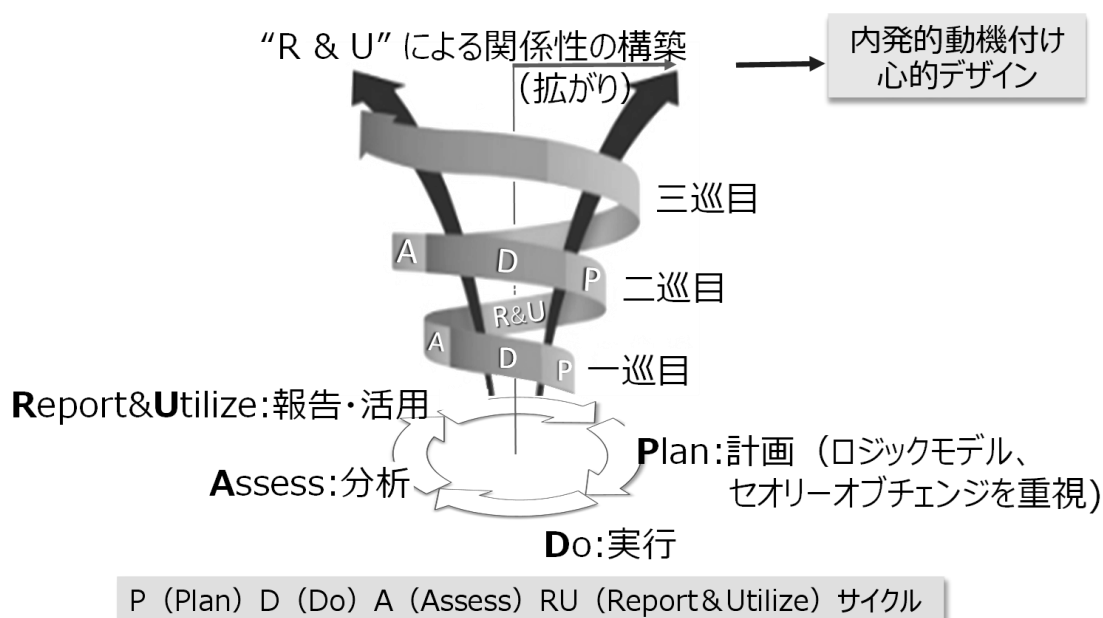 “R & U” による関係性の構築
（拡がり）
内発的動機付け
心的デザイン
三巡目
A D P
二巡目
R&U
A D P
一巡目
Report&Utilize:報告・活用
Plan:計画（ロジックモデル、
セオリーオブチェンジを重視)
Assess:分析
Do:実行
P（Plan）D（Do）A（Assess）RU（Report＆Utilize）サイクル